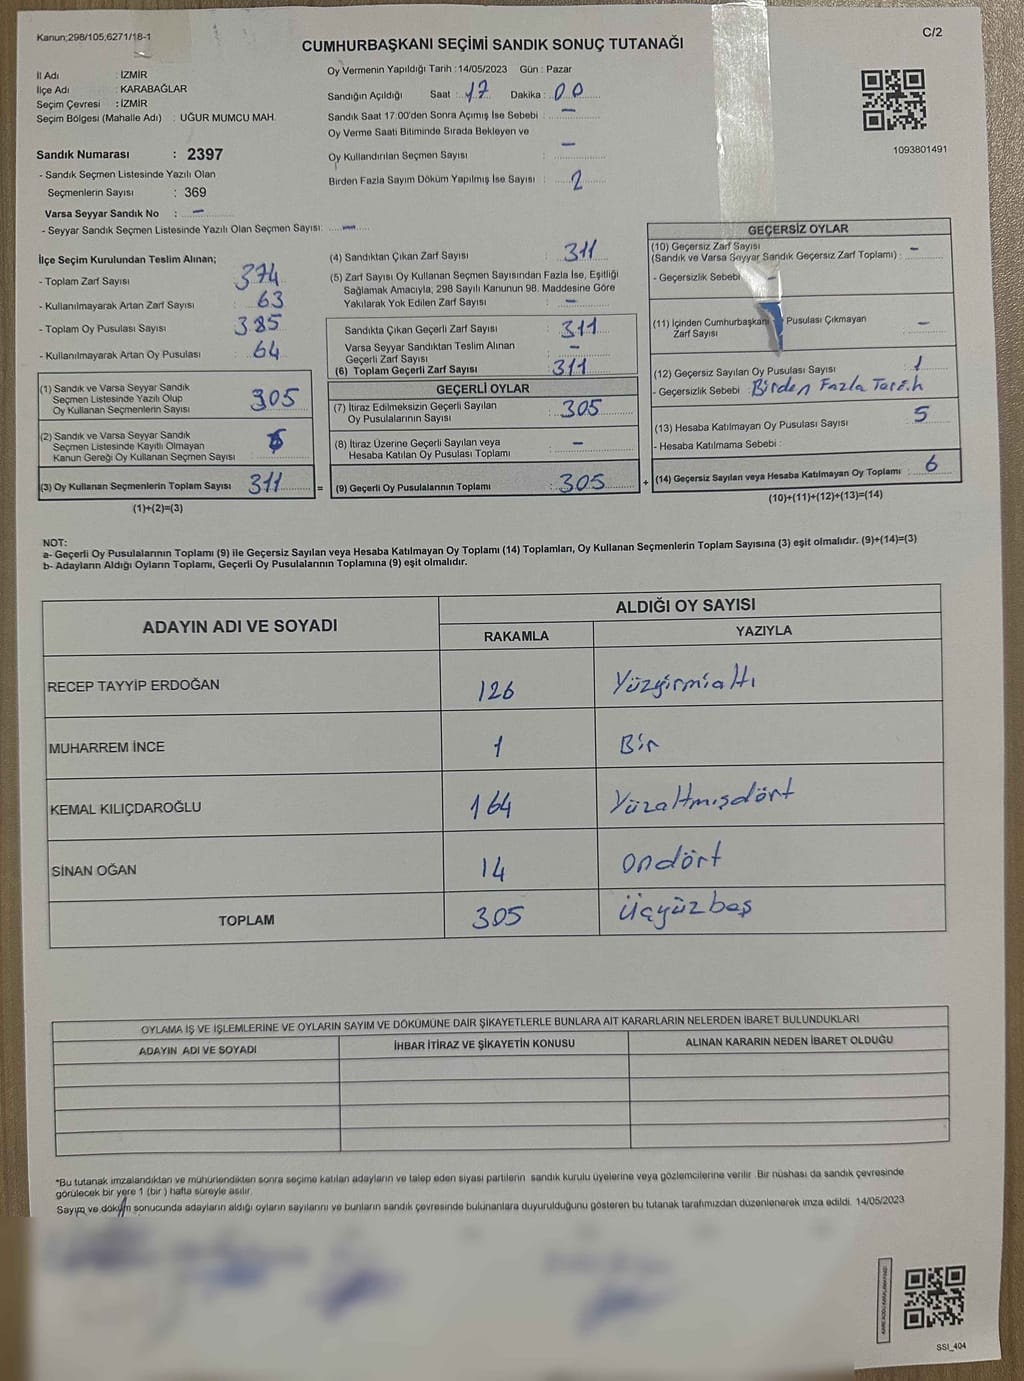 Kanun;298/105,6271/18-1
C/2
CUMHURBAŞKANI SEÇİMİ SANDIK SONUÇ TUTANAĞI
İl Adı : İZMİR
İlçe Adı : KARABAĞLAR
Seçim Çevresi : İZMİR
Seçim Bölgesi (Mahalle Adı) : UĞUR MUMCU MAH.
Sandık Numarası : 2397
- Sandık Seçmen Listesinde Yazılı Olan
Seçmenlerin Sayısı : 369
Varsa Seyyar Sandık No : -
- Seyyar Sandık Seçmen Listesinde Yazılı Olan Seçmen Sayısı: -
Oy Vermenin Yapıldığı Tarih : 14/05/2023 Gün : Pazar
Sandığın Açıldığı Saat : 17 Dakika : 00
Sandık Saat 17.00'den Sonra Açımış İse Sebebi : -
Oy Verme Saati Bitiminde Sırada Bekleyen ve
Oy Kullandırılan Seçmen Sayısı : -
Birden Fazla Sayım Döküm Yapılmış İse Sayısı : 2
1093801491
İlçe Seçim Kurulundan Teslim Alınan;
- Toplam Zarf Sayısı : 374
- Kullanılmayarak Artan Zarf Sayısı : 63
- Toplam Oy Pusulası Sayısı : 385
- Kullanılmayarak Artan Oy Pusulası : 64
(1) Sandık ve Varsa Seyyar Sandık
Seçmen Listesinde Yazılı Olup
Oy Kullanan Seçmenlerin Sayısı : 305
(2) Sandık ve Varsa Seyyar Sandık
Seçmen Listesinde Kayıtlı Olmayan
Kanun Gereği Oy Kullanan Seçmen Sayısı :
(3) Oy Kullanan Seçmenlerin Toplam Sayısı : 311
(1)+(2)=(3)
(4) Sandıktan Çıkan Zarf Sayısı : 311
(5) Zarf Sayısı Oy Kullanan Seçmen Sayısından Fazla İse, Eşitliği
Sağlamak Amacıyla; 298 Sayılı Kanunun 98. Maddesine Göre
Yakılarak Yok Edilen Zarf Sayısı : -
Sandıkta Çıkan Geçerli Zarf Sayısı : 311
Varsa Seyyar Sandıktan Teslim Alınan
Geçerli Zarf Sayısı : -
(6) Toplam Geçerli Zarf Sayısı : 311
GEÇERLİ OYLAR
(7) İtiraz Edilmeksizin Geçerli Sayılan
Oy Pusulalarının Sayısı : 305
(8) İtiraz Üzerine Geçerli Sayılan veya
Hesaba Katılan Oy Pusulası Toplamı : -
= (9) Geçerli Oy Pusulalarının Toplamı : 305
GEÇERSİZ OYLAR
(10) Geçersiz Zarf Sayısı
(Sandık ve Varsa Seyyar Sandık Geçersiz Zarf Toplamı) : -
- Geçersizlik Sebebi : -
(11) İçinden Cumhurbaşkanı Pusulası Çıkmayan
Zarf Sayısı : -
(12) Geçersiz Sayılan Oy Pusulası Sayısı : 1
- Geçersizlik Sebebi : Birden Fazla Tercih
(13) Hesaba Katılmayan Oy Pusulası Sayısı : 5
- Hesaba Katılmama Sebebi :
+ (14) Geçersiz Sayılan veya Hesaba Katılmayan Oy Toplamı : 6
(10)+(11)+(12)+(13)=(14)
NOT:
a- Geçerli Oy Pusulalarının Toplamı (9) ile Geçersiz Sayılan veya Hesaba Katılmayan Oy Toplamı (14) Toplamları, Oy Kullanan Seçmenlerin Toplam Sayısına (3) eşit olmalıdır. (9)+(14)=(3)
b- Adayların Aldığı Oyların Toplamı, Geçerli Oy Pusulalarının Toplamına (9) eşit olmalıdır.
ADAYIN ADI VE SOYADI
ALDIĞI OY SAYISI
RAKAMLA
YAZIYLA
RECEP TAYYİP ERDOĞAN 126 Yüzyirmialtı
MUHARREM İNCE 1 Bir
KEMAL KILIÇDAROĞLU 164 Yüzaltmışdört
SİNAN OĞAN 14 Ondört
TOPLAM 305 Üçyüzbeş
OYLAMA İŞ VE İŞLEMLERİNE VE OYLARIN SAYIM VE DÖKÜMÜNE DAİR ŞİKAYETLERLE BUNLARA AİT KARARLARIN NELERDEN İBARET BULUNDUKLARI
ADAYIN ADI VE SOYADI
İHBAR İTİRAZ VE ŞİKAYETİN KONUSU
ALINAN KARARIN NEDEN İBARET OLDUĞU
*Bu tutanak imzalandıktan ve mühürlendikten sonra seçime katılan adayların ve talep eden siyasi partilerin sandık kurulu üyelerine veya gözlemcilerine verilir. Bir nüshası da sandık çevresinde
görülecek bir yere 1 (bir ) hafta süreyle asılır.
Sayım ve döküm sonucunda adayların aldığı oyların sayılarını ve bunların sandık çevresinde bulunanlara duyurulduğunu gösteren bu tutanak tarafımızdan düzenlenerek imza edildi. 14/05/2023
SSI_404